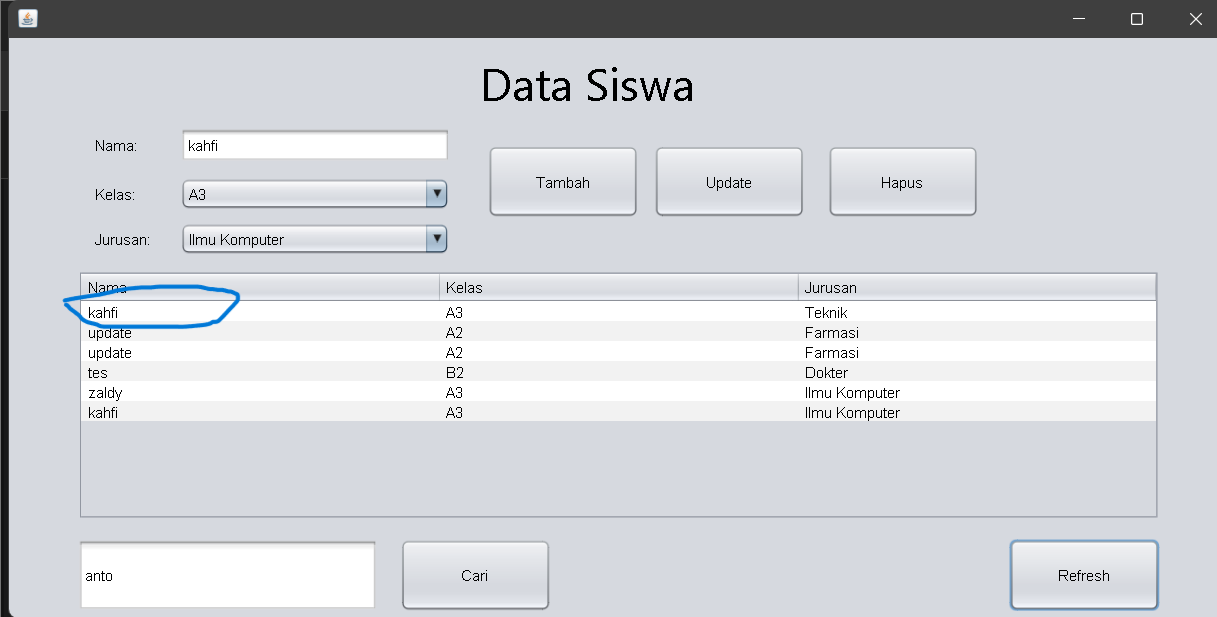 Data Siswa
Nama: kahfi
Tambah Update Hapus
Kelas: A3
Jurusan: Ilmu Komputer
Nama Kelas Jurusan
kahfi A3 Teknik
update A2 Farmasi
update A2 Farmasi
tes B2 Dokter
zaldy A3 Ilmu Komputer
kahfi A3 Ilmu Komputer
anto Cari Refresh